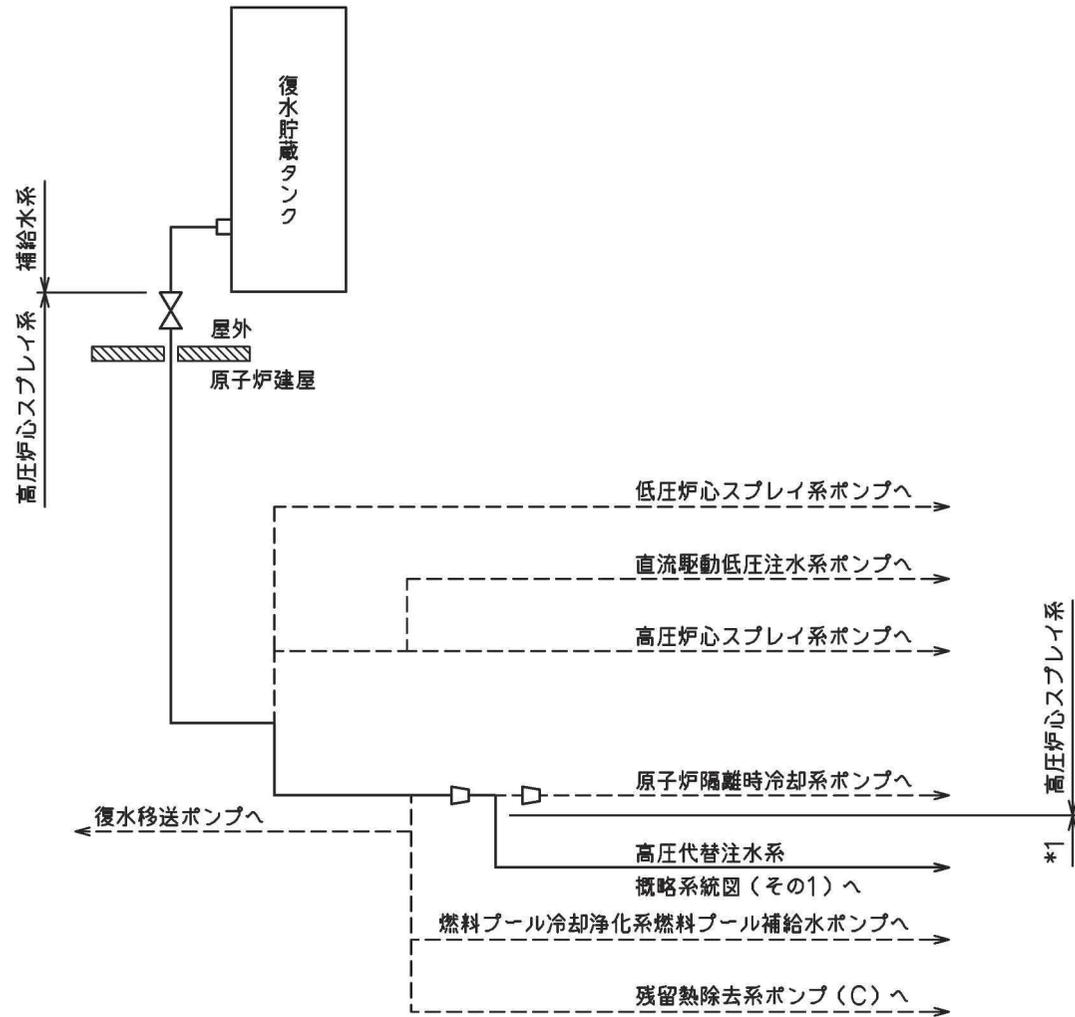 復水貯蔵タンク
補給水系
高圧炉心スプレイ系
屋外
原子炉建屋
低圧炉心スプレイ系ポンプへ
直流駆動低圧注水系ポンプへ
高圧炉心スプレイ系ポンプへ
高圧炉心スプレイ系
原子炉隔離時冷却系ポンプへ
復水移送ポンプへ
*1
高圧代替注水系
概略系統図(その1)へ
燃料プール冷却浄化系燃料プール補給水ポンプへ
残留熱除去系ポンプ(C)へ